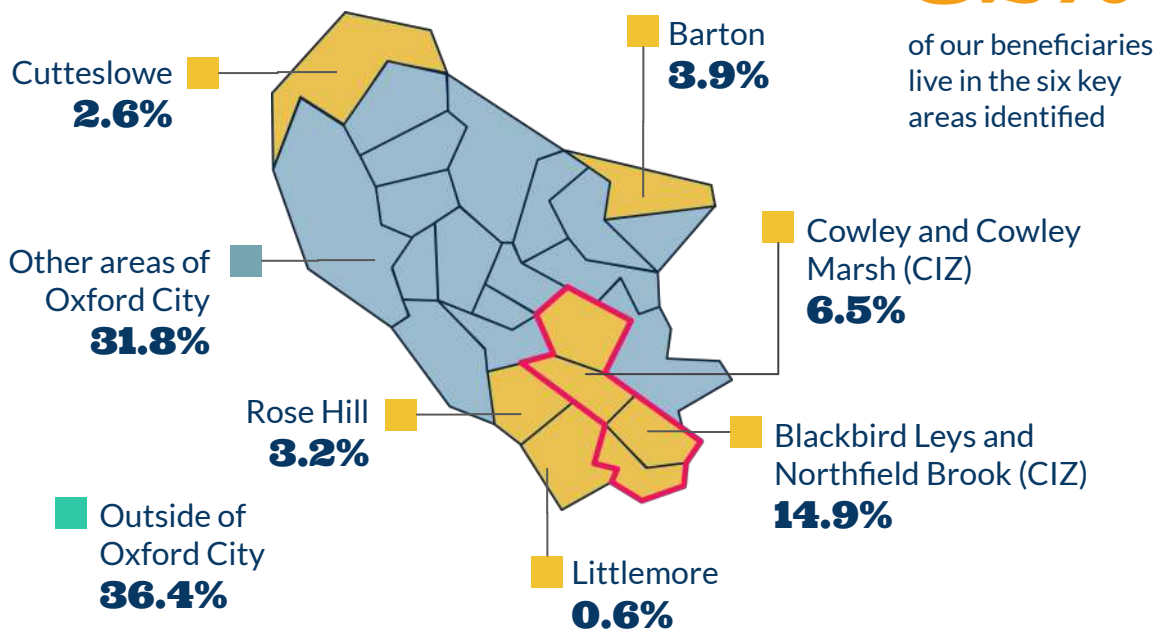 of our beneficiaries
live in the six key
areas identified
Barton
3.9%
Cutteslowe
2.6%
Cowley and Cowley
Marsh (CIZ)
6.5%
Other areas of
Oxford City
31.8%
Rose Hill
3.2%
Blackbird Leys and
Northfield Brook (CIZ)
14.9%
Outside of
Oxford City
36.4%
Littlemore
0.6%